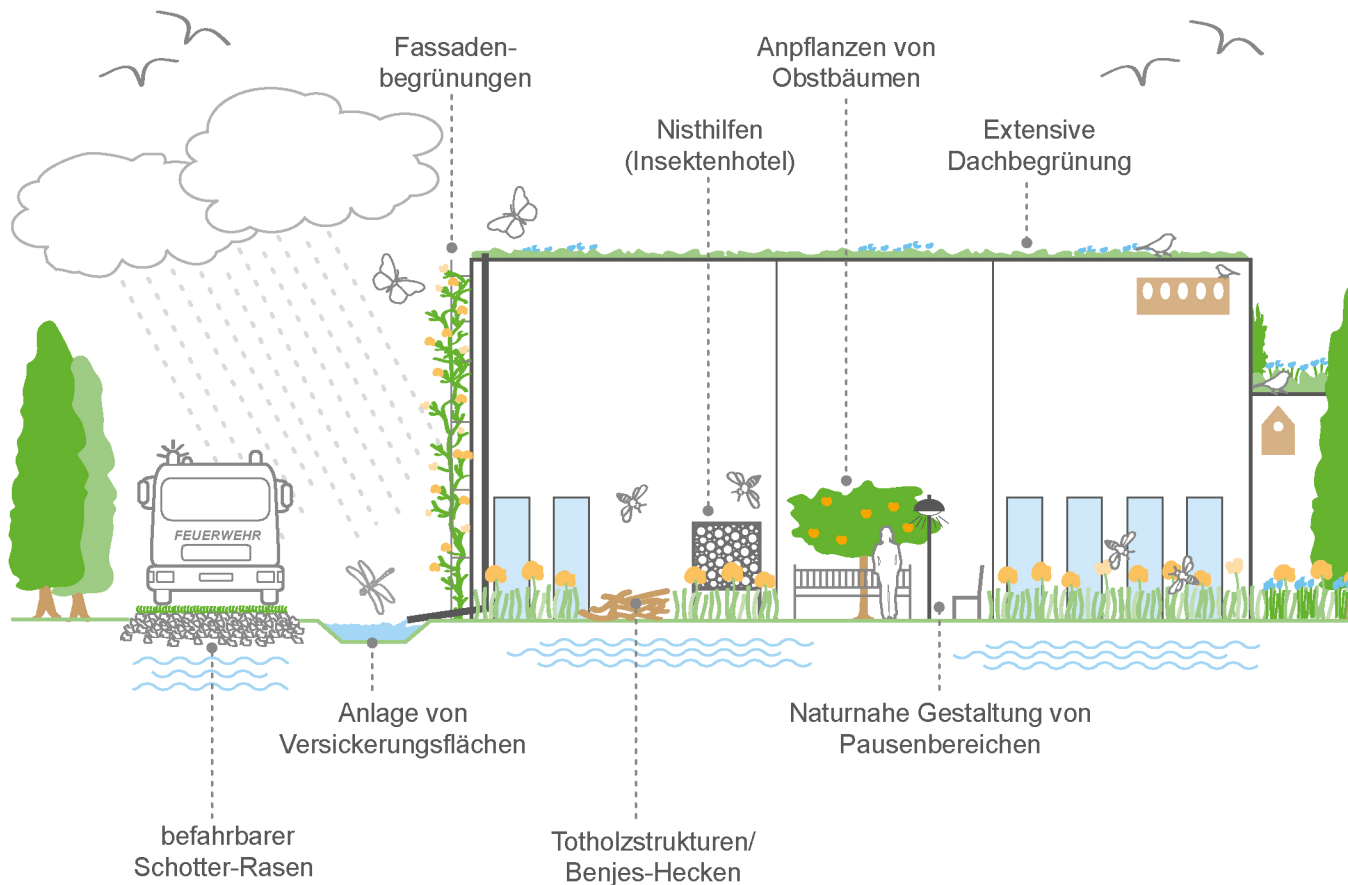 Fassaden-
begrünungen
Anpflanzen von
Obstbäumen
Nisthilfen
(Insektenhotel)
Extensive
Dachbegrünung
FEUERWEHR
Anlage von
Versickerungsflächen
Naturnahe Gestaltung von
Pausenbereichen
befahrbarer
Schotter-Rasen
Totholzstrukturen/
Benjes-Hecken